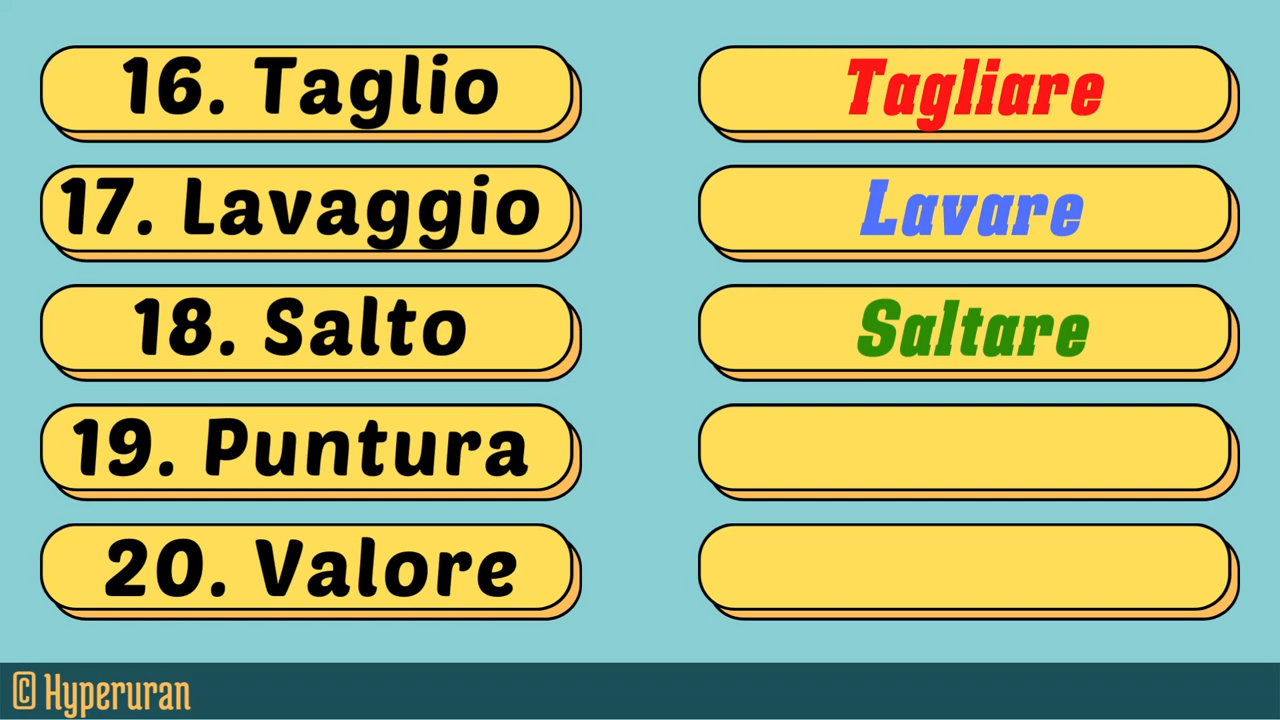 16. Taglio
Tagliare
17. Lavaggio
Lavare
18. Salto
Saltare
19. Puntura
20. Valore
© Hyperuran